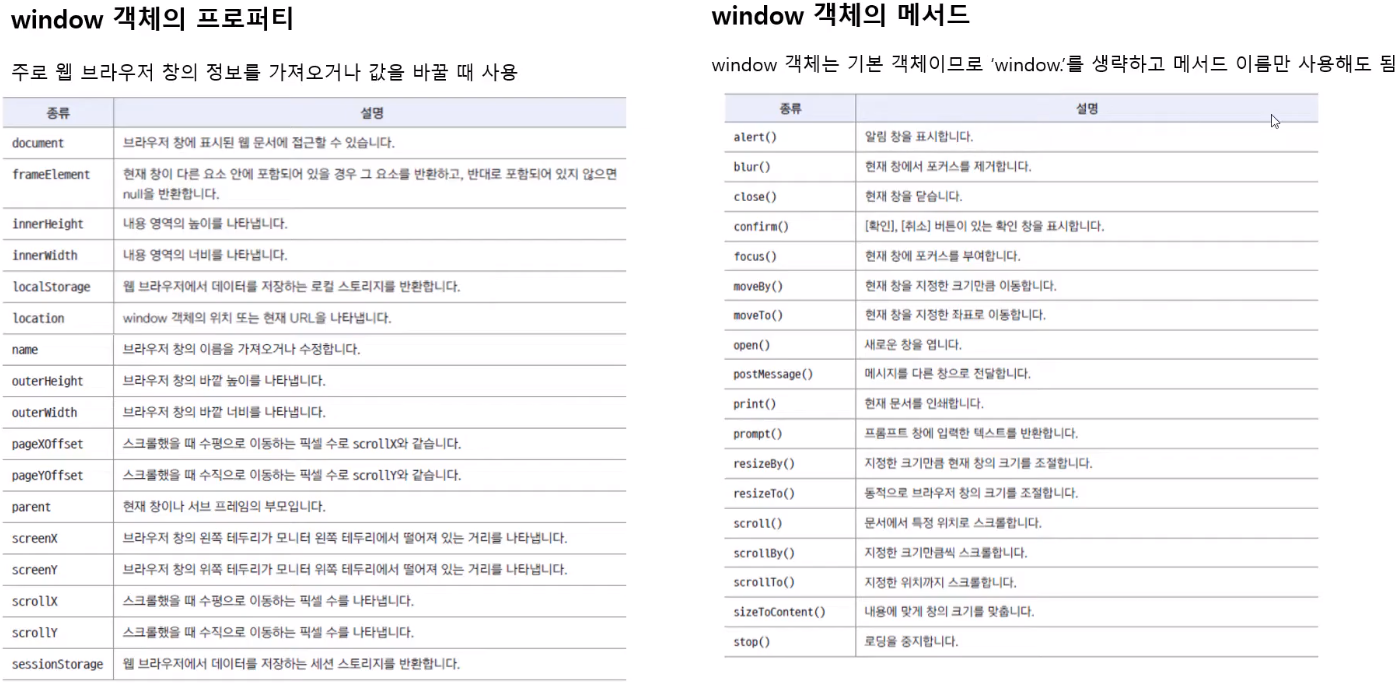 window 객체의 프로퍼티
주로 웹 브라우저 창의 정보를 가져오거나 값을 바꿀 때 사용
종류 설명
document 브라우저 창에 표시된 웹 문서에 접근할 수 있습니다.
frameElement 현재 창이 다른 요소 안에 포함되어 있을 경우 그 요소를 반환하고, 반대로 포함되어 있지 않으면
null을 반환합니다.
innerHeight 내용 영역의 높이를 나타냅니다.
innerWidth 내용 영역의 너비를 나타냅니다.
localStorage 웹 브라우저에서 데이터를 저장하는 로컬 스토리지를 반환합니다.
location window 객체의 위치 또는 현재 URL을 나타냅니다.
name 브라우저 창의 이름을 가져오거나 수정합니다.
outerHeight 브라우저 창의 바깥 높이를 나타냅니다.
outerWidth 브라우저 창의 바깥 너비를 나타냅니다.
pageXOffset 스크롤했을 때 수평으로 이동하는 픽셀 수로 scrollX와 같습니다.
pageYOffset 스크롤했을 때 수직으로 이동하는 픽셀 수로 scrollY와 같습니다.
parent 현재 창이나 서브 프레임의 부모입니다.
screenX 브라우저 창의 왼쪽 테두리가 모니터 왼쪽 테두리에서 떨어져 있는 거리를 나타냅니다.
screenY 브라우저 창의 위쪽 테두리가 모니터 위쪽 테두리에서 떨어져 있는 거리를 나타냅니다.
scrollX 스크롤했을 때 수평으로 이동하는 픽셀 수를 나타냅니다.
scrollY 스크롤했을 때 수직으로 이동하는 픽셀 수를 나타냅니다.
sessionStorage 웹 브라우저에서 데이터를 저장하는 세션 스토리지를 반환합니다.
window 객체의 메서드
window 객체는 기본 객체이므로 ‘window.’를 생략하고 메서드 이름만 사용해도 됨
종류 설명
alert() 알림 창을 표시합니다.
blur() 현재 창에서 포커스를 제거합니다.
close() 현재 창을 닫습니다.
confirm() [확인], [취소] 버튼이 있는 확인 창을 표시합니다.
focus() 현재 창에 포커스를 부여합니다.
moveBy() 현재 창을 지정한 크기만큼 이동합니다.
moveTo() 현재 창을 지정한 좌표로 이동합니다.
open() 새로운 창을 엽니다.
postMessage() 메시지를 다른 창으로 전달합니다.
print() 현재 문서를 인쇄합니다.
prompt() 프롬프트 창에 입력한 텍스트를 반환합니다.
resizeBy() 지정한 크기만큼 현재 창의 크기를 조절합니다.
resizeTo() 동적으로 브라우저 창의 크기를 조절합니다.
scroll() 문서에서 특정 위치로 스크롤합니다.
scrollBy() 지정한 크기만큼씩 스크롤합니다.
scrollTo() 지정한 위치까지 스크롤합니다.
sizeToContent() 내용에 맞게 창의 크기를 맞춥니다.
stop() 로딩을 중지합니다.